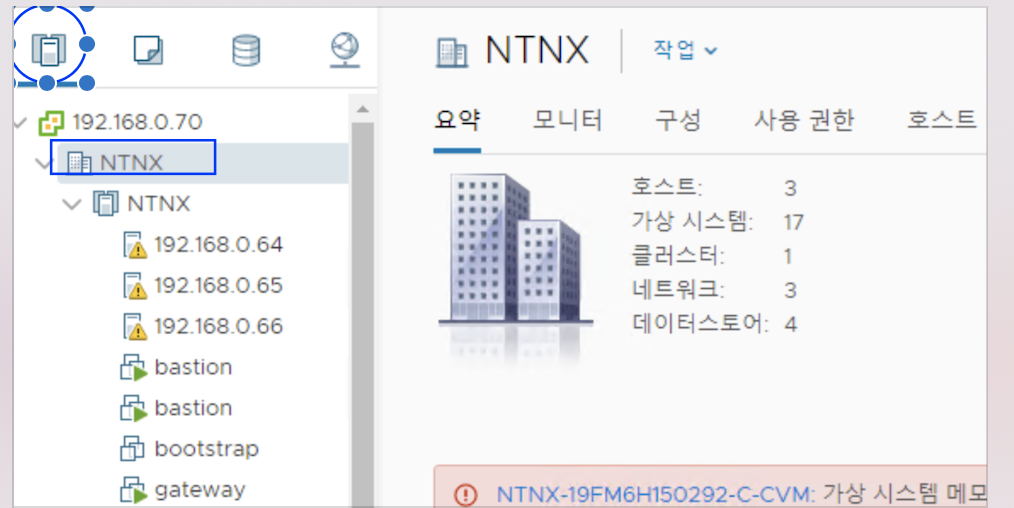 192.168.0.70
NTNX
NTNX
192.168.0.64
192.168.0.65
192.168.0.66
bastion
bastion
bootstrap
gateway
NTNX 작업
요약 모니터 구성 사용 권한 호스트
호스트: 3
가상 시스템: 17
클러스터: 1
네트워크: 3
데이터스토어: 4
NTNX-19FM6H150292-C-CVM: 가상 시스템 메모